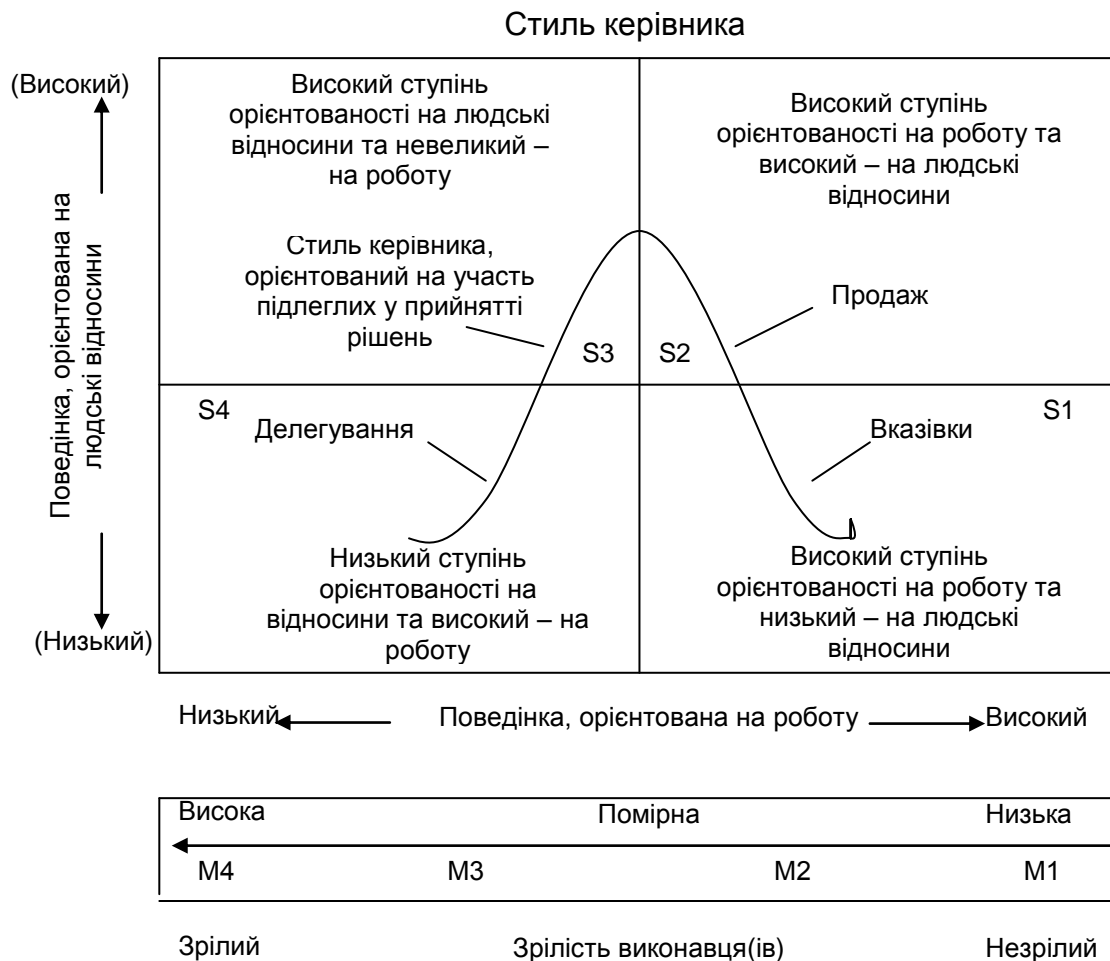 Стиль керівника
(Високий)
Поведінка, орієнтована на
людські відносини
(Низький)
Високий ступінь
орієнтованості на людські
відносини та невеликий –
на роботу
Високий ступінь
орієнтованості на роботу та
високий – на людські
відносини
Стиль керівника,
орієнтований на участь
підлеглих у прийнятті
рішень
Продаж
S3
S2
S4
Делегування
Вказівки
S1
Низький ступінь
орієнтованості на
відносини та високий – на
роботу
Високий ступінь
орієнтованості на роботу та
низький – на людські
відносини
Низький
Поведінка, орієнтована на роботу
Високий
Висока
Помірна
Низька
М4
М3
М2
М1
Зрілий
Зрілість виконавця(ів)
Незрілий